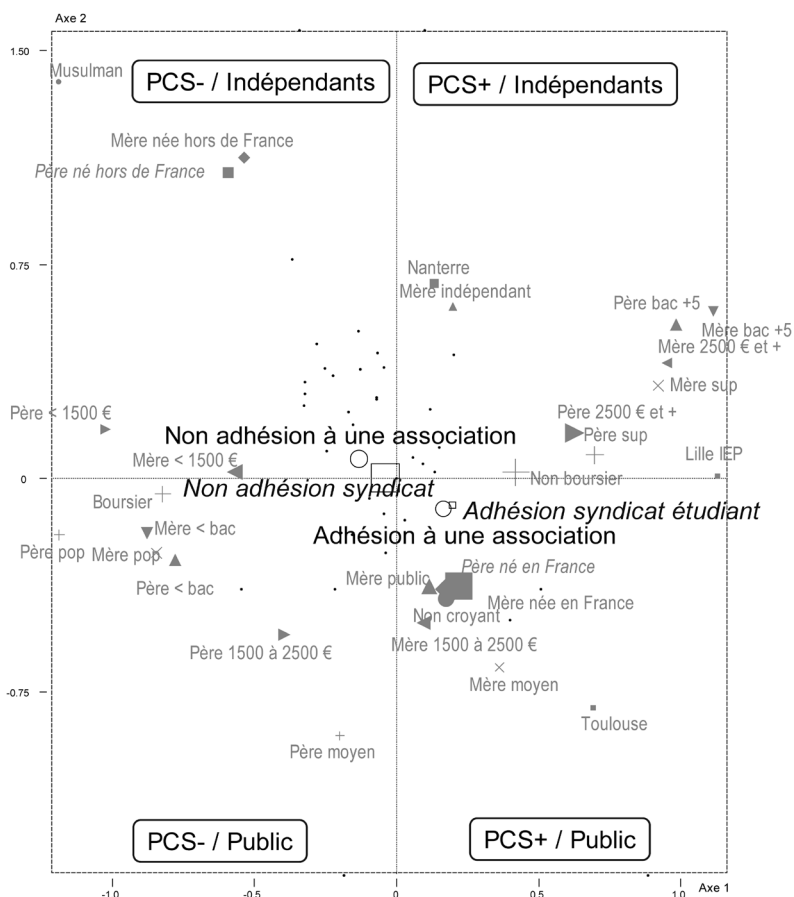 Axe 2
1.50
Musulman
PCS- / Indépendants
PCS+ / Indépendants
Mère née hors de France
Père né hors de France
0.75
Nanterre
Mère indépendant
Père bac +5
Mère bac +5
Mère 2500 € et +
Mère sup
Père < 1500 €
Père 2500 € et +
Non adhésion à une association
Père sup
Mère < 1500 €
Lille IEP
0
Non boursier
Non adhésion syndicat
Boursier
Adhésion syndicat étudiant
Mère < bac
Adhésion à une association
Père pop
Mère pop
Père né en France
Mère public
Père < bac
Mère née en France
Non croyant
Mère 1500 à 2500 €
Père 1500 à 2500 €
Mère moyen
-0.75
Toulouse
Père moyen
PCS- / Public
PCS+ / Public
-1.0
-0.5
0
0.5
1.0
Axe 1